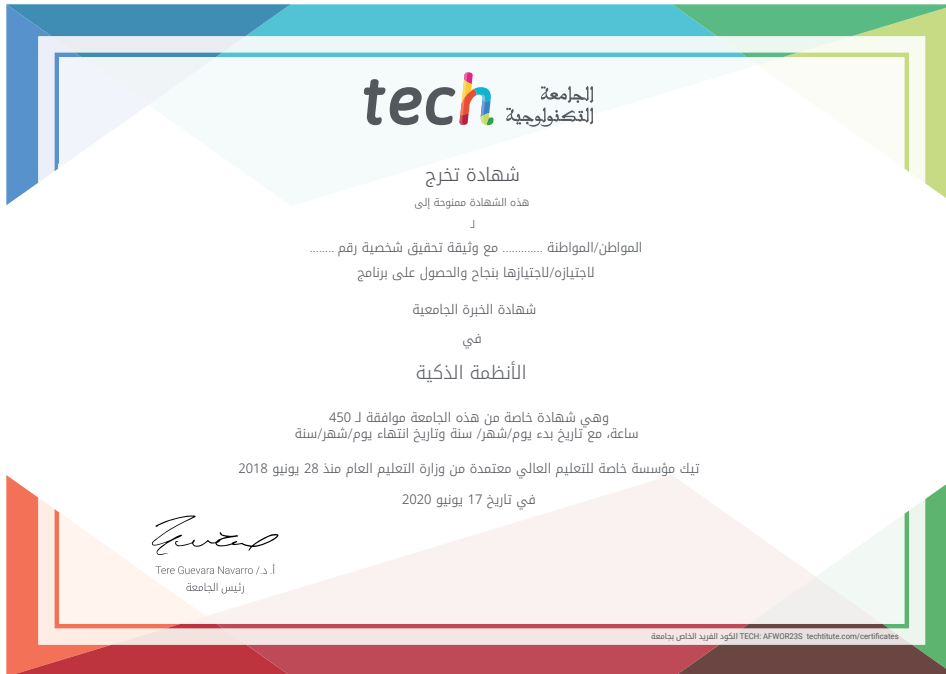 tech الجامعة
التكنولوجية
شهادة تخرج
هذه الشهادة ممنوحة إلى
لـ
المواطن/المواطنة ............. مع وثيقة تحقيق شخصية رقم ........
لاجتيازه/لاجتيازها بنجاح والحصول على برنامج
شهادة الخبرة الجامعية
في
الأنظمة الذكية
وهي شهادة خاصة من هذه الجامعة موافقة لـ 450
ساعة، مع تاريخ بدء يوم/شهر/ سنة وتاريخ انتهاء يوم/شهر/سنة
تيك مؤسسة خاصة للتعليم العالي معتمدة من وزارة التعليم العام منذ 28 يونيو 2018
في تاريخ 17 يونيو 2020
أ. د./ Tere Guevara Navarro
رئيس الجامعة
الكود الفريد الخاص بجامعة TECH: AFWOR23S techtitute.com/certificates